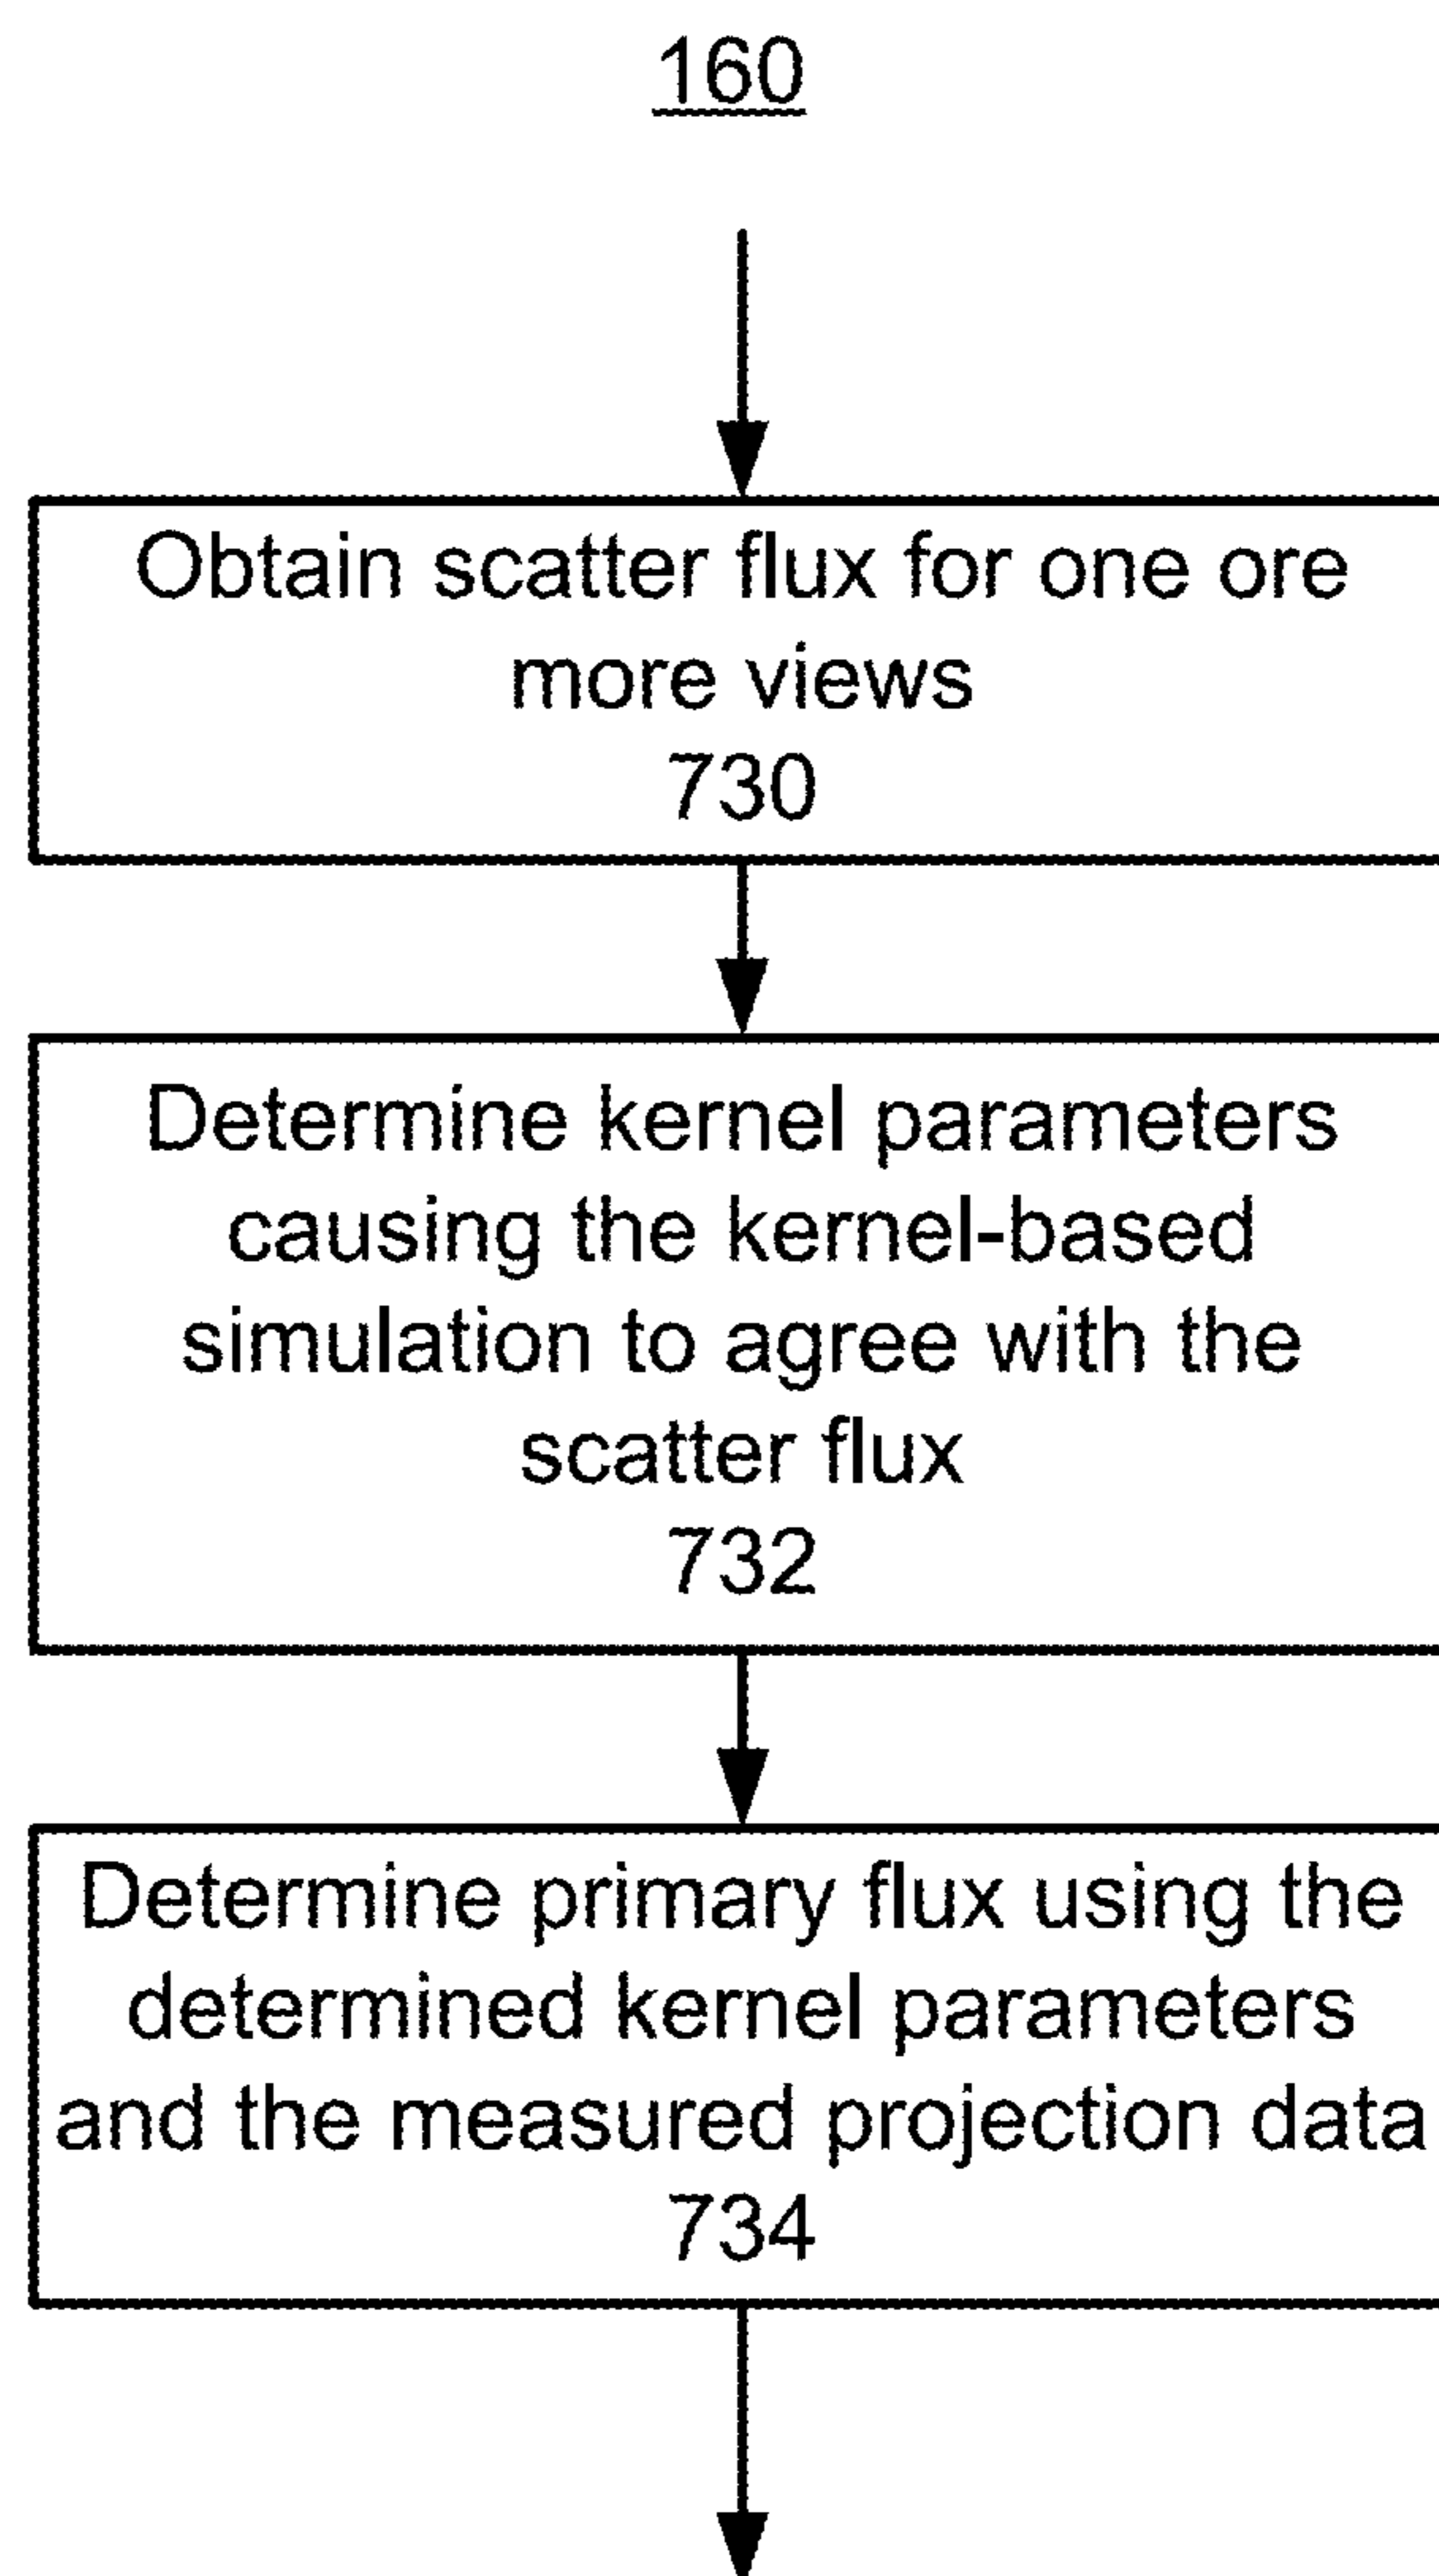 160
Obtain scatter flux for one ore
more views
730
Determine kernel parameters
causing the kernel-based
simulation to agree with the
scatter flux
732
Determine primary flux using the
determined kernel parameters
and the measured projection data
734